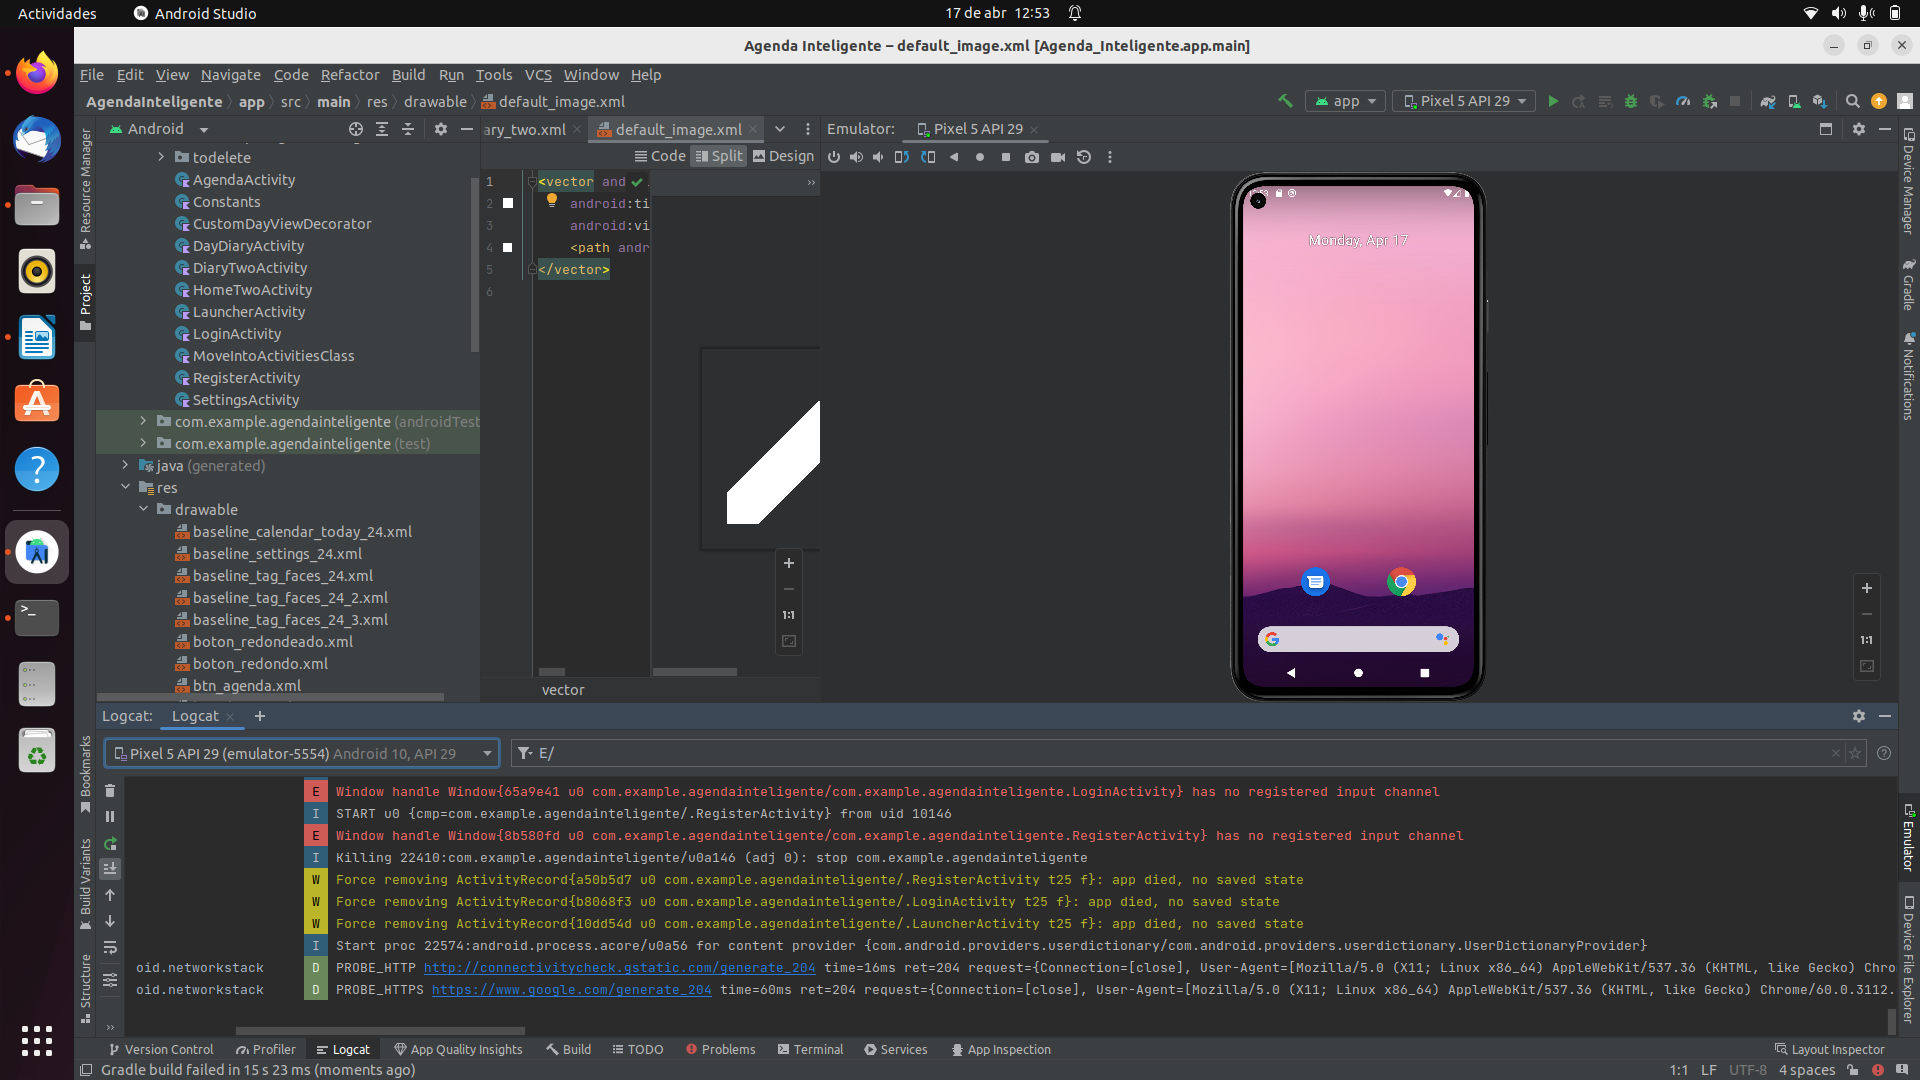 Actividades
Android Studio
17 de abr 12:53
Agenda Inteligente – default_image.xml [Agenda_Inteligente.app.main]
File Edit View Navigate Code Refactor Build Run Tools VCS Window Help
AgendaInteligente app src main res drawable default_image.xml
app
Pixel 5 API 29
Android
ary_two.xml
default_image.xml
Emulator:
Pixel 5 API 29
Code Split Design
Resource Manager
Project
Bookmarks
Build Variants
Structure
todelete
AgendaActivity
Constants
CustomDayViewDecorator
DayDiaryActivity
DiaryTwoActivity
HomeTwoActivity
LauncherActivity
LoginActivity
MoveIntoActivitiesClass
RegisterActivity
SettingsActivity
com.example.agendainteligente (androidTest
com.example.agendainteligente (test)
java (generated)
res
drawable
baseline_calendar_today_24.xml
baseline_settings_24.xml
baseline_tag_faces_24.xml
baseline_tag_faces_24_2.xml
baseline_tag_faces_24_3.xml
boton_redondeado.xml
boton_redondo.xml
btn_agenda.xml
1 <vector and
2 android:ti
3 android:vi
4 <path andr
5 </vector>
6
1:1
vector
Monday, Apr 17
1:1
Device Manager
Gradle
Notifications
Emulator
Device File Explorer
Logcat:
Logcat
Pixel 5 API 29 (emulator-5554) Android 10, API 29
E/
E Window handle Window{65a9e41 u0 com.example.agendainteligente/com.example.agendainteligente.LoginActivity} has no registered input channel
I START u0 {cmp=com.example.agendainteligente/.RegisterActivity} from uid 10146
E Window handle Window{8b580fd u0 com.example.agendainteligente/com.example.agendainteligente.RegisterActivity} has no registered input channel
I Killing 22410:com.example.agendainteligente/u0a146 (adj 0): stop com.example.agendainteligente
W Force removing ActivityRecord{a50b5d7 u0 com.example.agendainteligente/.RegisterActivity t25 f}: app died, no saved state
W Force removing ActivityRecord{b8068f3 u0 com.example.agendainteligente/.LoginActivity t25 f}: app died, no saved state
W Force removing ActivityRecord{10dd54d u0 com.example.agendainteligente/.LauncherActivity t25 f}: app died, no saved state
I Start proc 22574:android.process.acore/u0a56 for content provider {com.android.providers.userdictionary/com.android.providers.userdictionary.UserDictionaryProvider}
oid.networkstack D PROBE_HTTP http://connectivitycheck.gstatic.com/generate_204 time=16ms ret=204 request={Connection=[close], User-Agent=[Mozilla/5.0 (X11; Linux x86_64) AppleWebKit/537.36 (KHTML, like Gecko) Chro
oid.networkstack D PROBE_HTTPS https://www.google.com/generate_204 time=60ms ret=204 request={Connection=[close], User-Agent=[Mozilla/5.0 (X11; Linux x86_64) AppleWebKit/537.36 (KHTML, like Gecko) Chrome/60.0.3112.
Version Control Profiler Logcat App Quality Insights Build TODO Problems Terminal Services App Inspection Layout Inspector
Gradle build failed in 15 s 23 ms (moments ago)
1:1 LF UTF-8 4 spaces